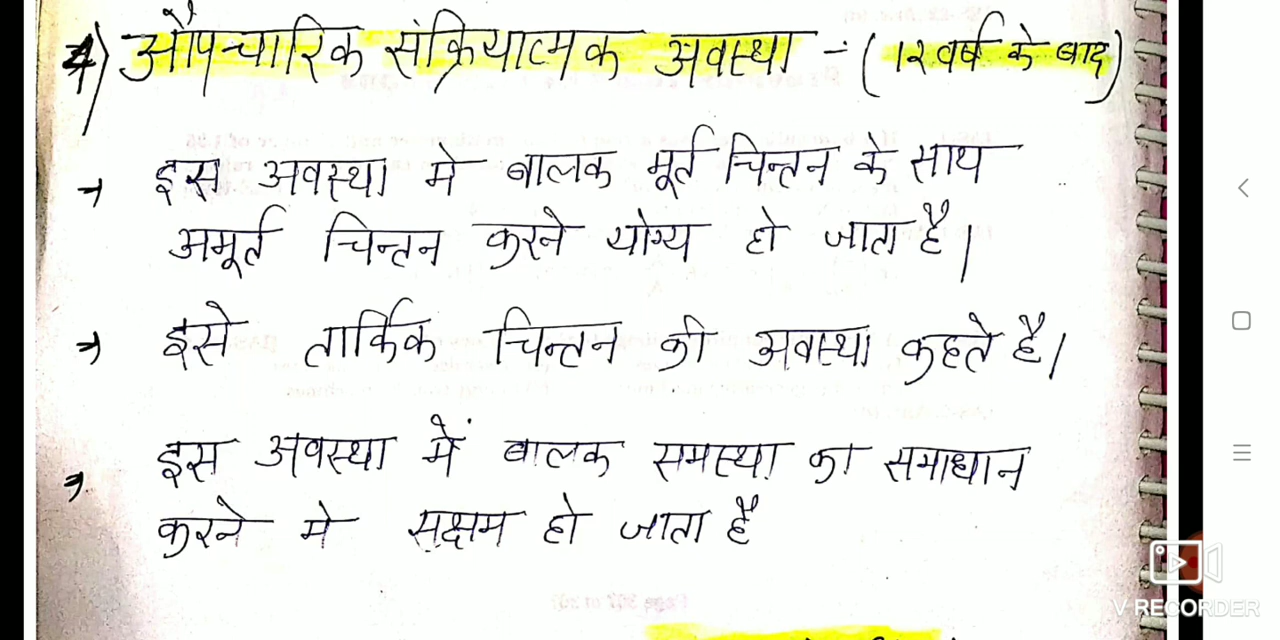 4) औपचारिक संक्रियात्मक अवस्था - (12 वर्ष के बाद)
→ इस अवस्था मे बालक मूर्त चिन्तन के साथ
अमूर्त चिन्तन करने योग्य हो जाता है।
→ इसे तार्किक चिन्तन की अवस्था कहते है।
→ इस अवस्था में बालक समस्या का समाधान
करने मे सक्षम हो जाता है
V RECORDER